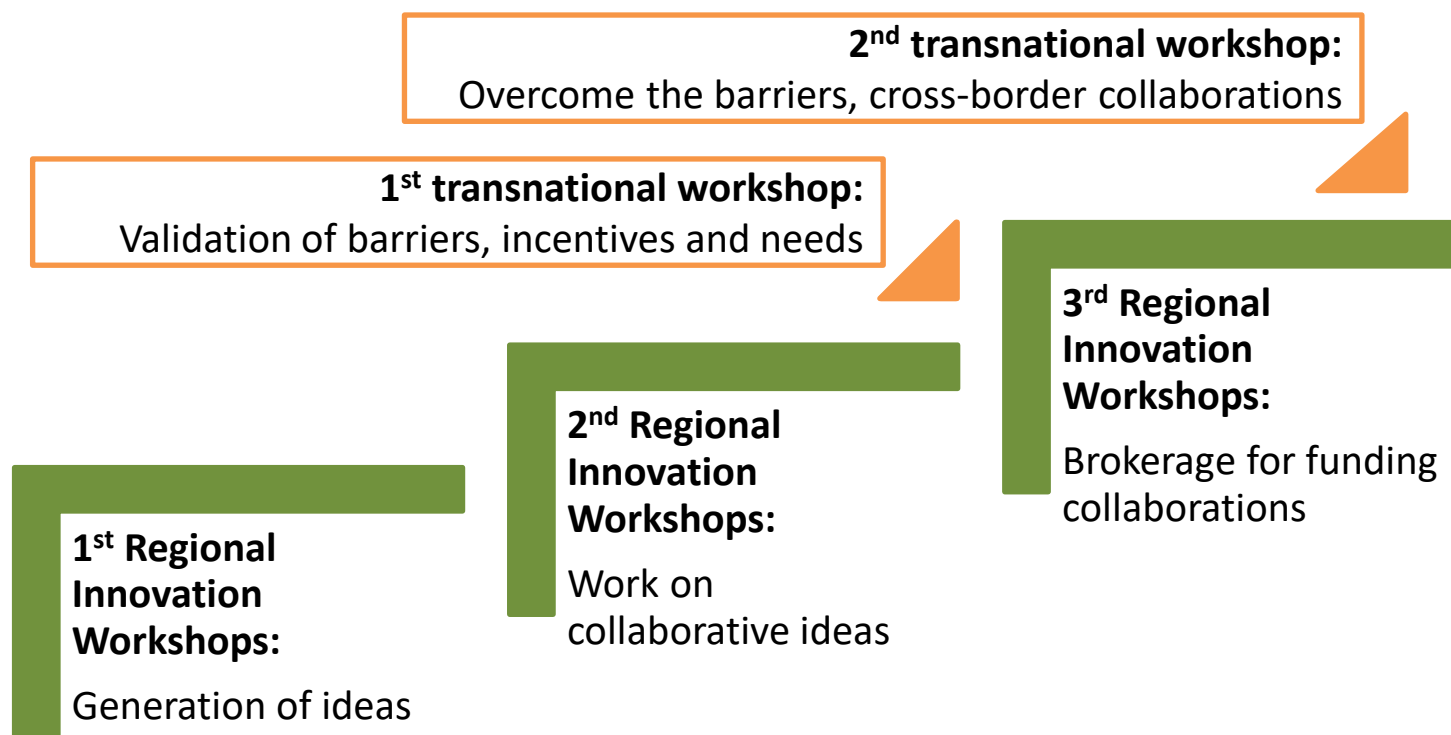 2nd transnational workshop:
Overcome the barriers, cross-border collaborations
1st transnational workshop:
Validation of barriers, incentives and needs
3rd Regional
Innovation
Workshops:
Brokerage for funding
collaborations
2nd Regional
Innovation
Workshops:
Work on
collaborative ideas
1st Regional
Innovation
Workshops:
Generation of ideas